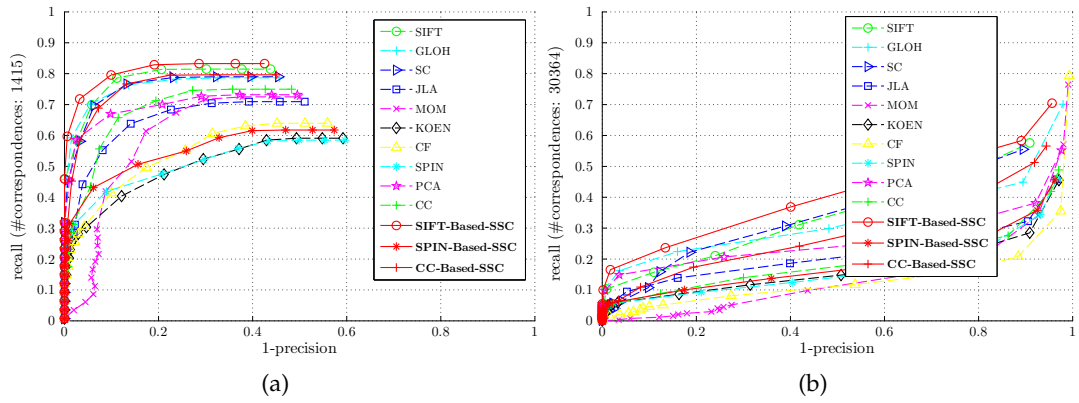 recall (#correspondences: 1415)
1
0.9
0.8
0.7
0.6
0.5
0.4
0.3
0.2
0.1
0
0 0.2 0.4 0.6 0.8 1
1-precision
SIFT
GLOH
SC
JLA
MOM
KOEN
CF
SPIN
PCA
CC
SIFT-Based-SSC
SPIN-Based-SSC
CC-Based-SSC
(a)
recall (#correspondences: 30364)
1
0.9
0.8
0.7
0.6
0.5
0.4
0.3
0.2
0.1
0
0 0.2 0.4 0.6 0.8 1
1-precision
SIFT
GLOH
SC
JLA
MOM
KOEN
CF
SPIN
PCA
CC
SIFT-Based-SSC
SPIN-Based-SSC
CC-Based-SSC
(b)